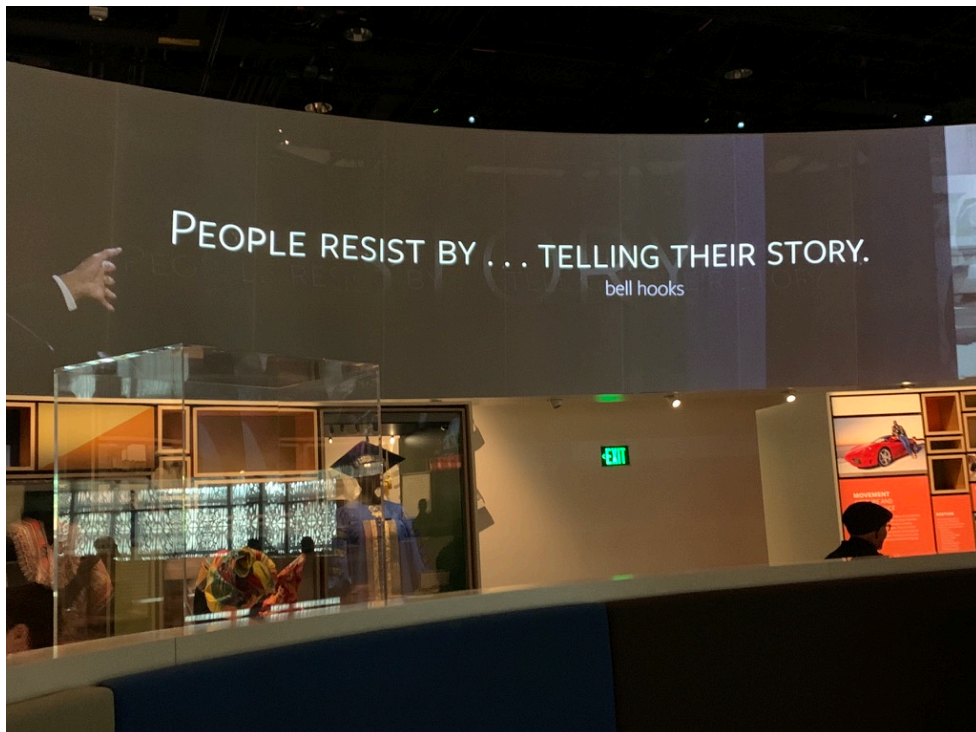 PEOPLE RESIST BY . . . TELLING THEIR STORY.
bell hooks
EXIT
MOVEMENT